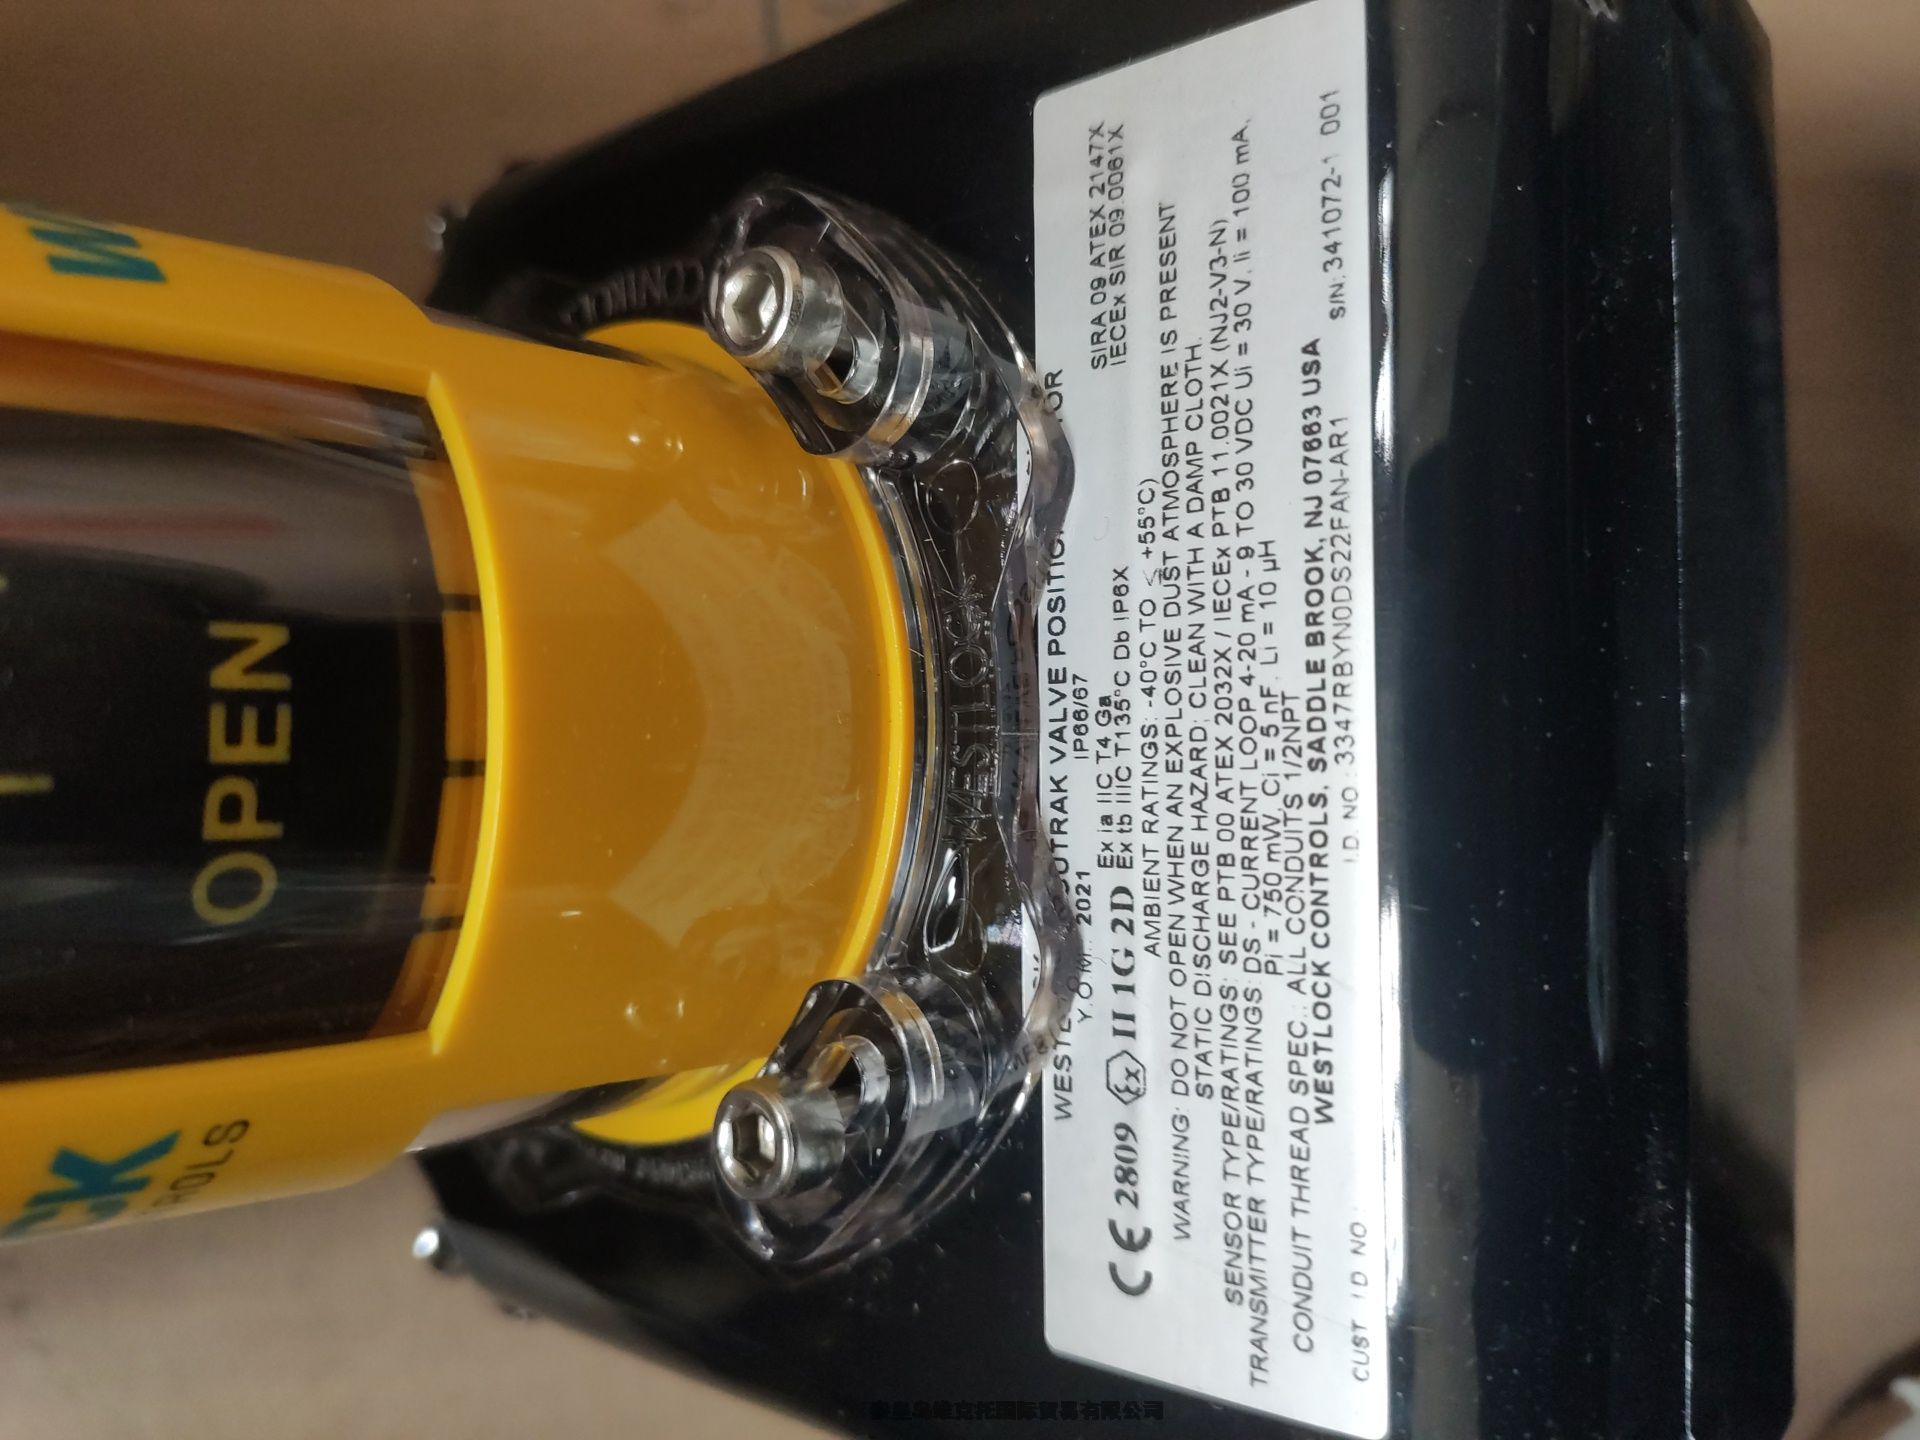 WESTLOCK
CONTROLS
OPEN
WESTLOCK
SIRA 09 ATEX 2147X
IECEx SIR 09.0061X
VALVE POSITIO
Y.O.M.: 2021 IP66/67
CE 2809 Ex II 1G 2D
Ex ia IIC T4 Ga
Ex tb IIIC T135°C Db IP6X
AMBIENT RATINGS: -40°C TO +55°C)
WARNING: DO NOT OPEN WHEN AN EXPLOSIVE DUST ATMOSPHERE IS PRESENT
STATIC DISCHARGE HAZARD; CLEAN WITH A DAMP CLOTH.
SENSOR TYPE/RATINGS: SEE PTB 00 ATEX 2032X / IECEx PTB 11.0021X (NJ2-V3-N)
TRANSMITTER TYPE/RATINGS: DS - CURRENT LOOP 4-20 mA - 9 TO 30 VDC Ui = 30 V. Ii = 100 mA.
Pi = 750 mW, Ci = 5 nF. Li = 10 µH
CONDUIT THREAD SPEC.: ALL CONDUITS 1/2NPT
WESTLOCK CONTROLS, SADDLE BROOK, NJ 07663 USA
CUST I D NO: I.D. NO.: 3347RBYN0DS22FAN-AR1 S/N: 341072-1 001